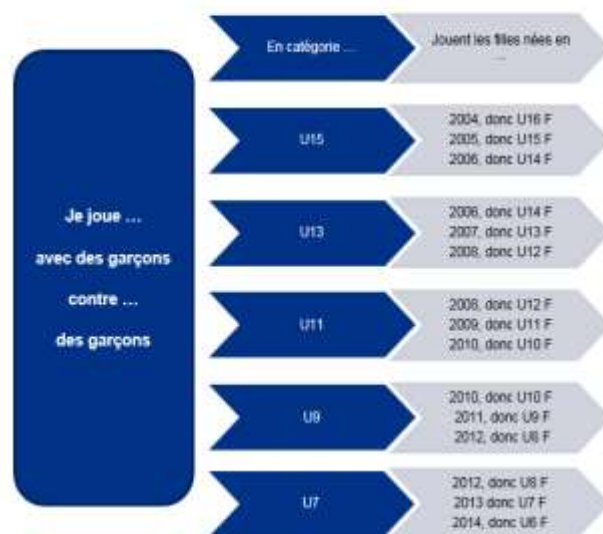 Je joue ...
avec des garçons
contre ...
des garçons
En catégorie ...
Jouent les filles nées en
...
U15
2004, donc U16 F
2005, donc U15 F
2006, donc U14 F
U13
2006, donc U14 F
2007, donc U13 F
2008, donc U12 F
U11
2008, donc U12 F
2009, donc U11 F
2010, donc U10 F
U9
2010, donc U10 F
2011, donc U9 F
2012, donc U8 F
U7
2012, donc U8 F
2013 donc U7 F
2014, donc U6 F